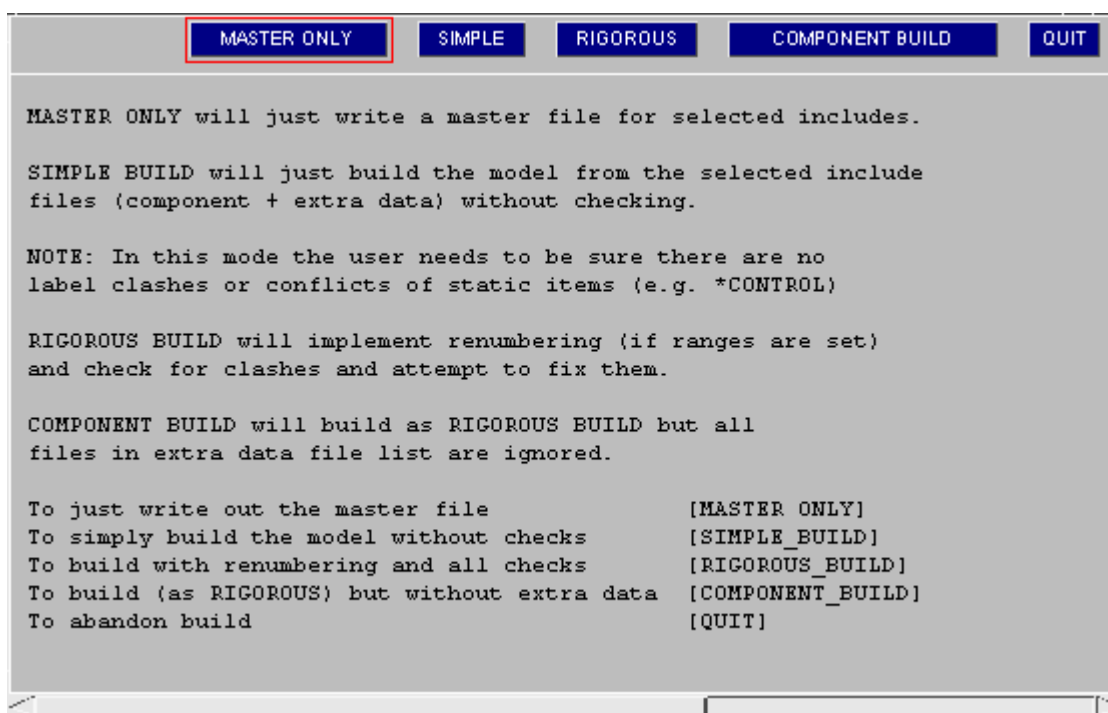 MASTER ONLY SIMPLE RIGOROUS COMPONENT BUILD QUIT
MASTER ONLY will just write a master file for selected includes.
SIMPLE BUILD will just build the model from the selected include
files (component + extra data) without checking.
NOTE: In this mode the user needs to be sure there are no
label clashes or conflicts of static items (e.g. *CONTROL)
RIGOROUS BUILD will implement renumbering (if ranges are set)
and check for clashes and attempt to fix them.
COMPONENT BUILD will build as RIGOROUS BUILD but all
files in extra data file list are ignored.
To just write out the master file [MASTER ONLY]
To simply build the model without checks [SIMPLE_BUILD]
To build with renumbering and all checks [RIGOROUS_BUILD]
To build (as RIGOROUS) but without extra data [COMPONENT_BUILD]
To abandon build [QUIT]